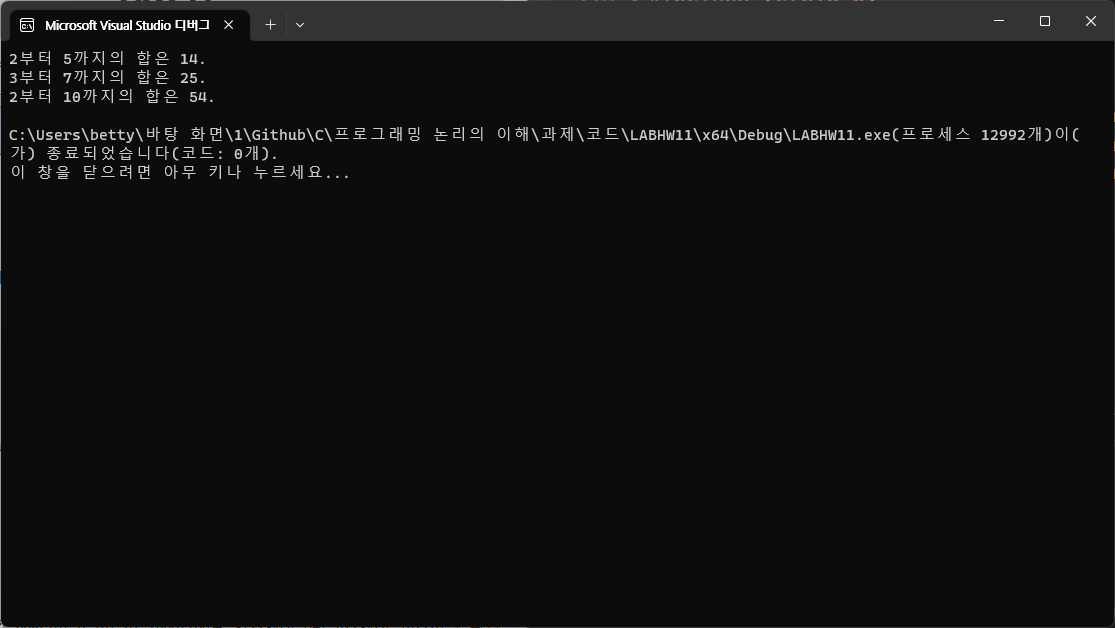 Microsoft Visual Studio 디버그
2부터 5까지의 합은 14.
3부터 7까지의 합은 25.
2부터 10까지의 합은 54.
C:\Users\betty\바탕 화면\1\Github\C\프로그래밍 논리의 이해\과제\코드\LABHW11\x64\Debug\LABHW11.exe(프로세스 12992개)이(
가) 종료되었습니다(코드: 0개).
이 창을 닫으려면 아무 키나 누르세요...